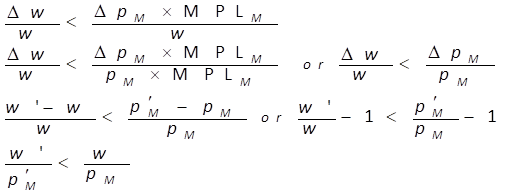 Δw/w < Δp_M × MPL_M / w
Δw/w < Δp_M × MPL_M / p_M × MPL_M or Δw/w < Δp_M / p_M
w'−w / w < p'_M − p_M / p_M or w'/w − 1 < p'_M / p_M − 1
w' / p'_M < w / p_M